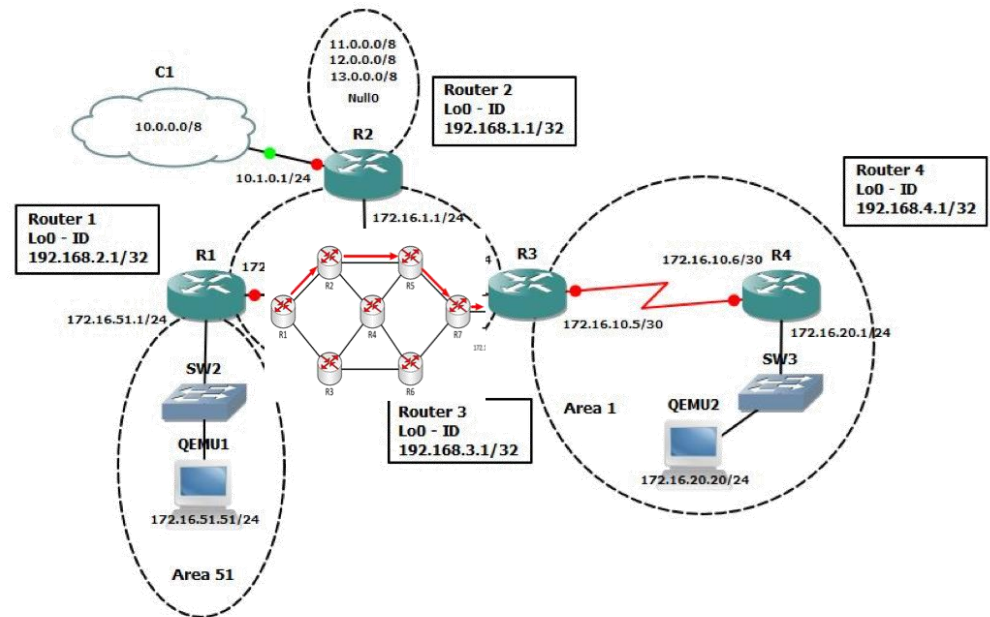 11.0.0.0/8
12.0.0.0/8
13.0.0.0/8
Null0
C1
10.0.0.0/8
R2
Router 2
Lo0 - ID
192.168.1.1/32
10.1.0.1/24
172.16.1.1/24
Router 4
Lo0 - ID
192.168.4.1/32
Router 1
Lo0 - ID
192.168.2.1/32
R1
172.16.51.1/24
R3
172.16.10.6/30
R4
172.16.10.5/30
172.16.20.1/24
R2
R5
R1
R4
R7
R3
R6
SW2
SW3
Router 3
Lo0 - ID
192.168.3.1/32
Area 1
QEMU2
172.16.20.20/24
QEMU1
172.16.51.51/24
Area 51